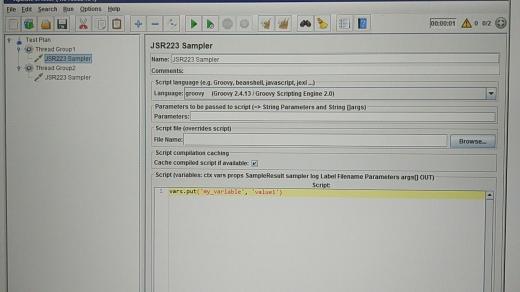 File Edit Search Run Options Help
00:00:01 0 0/2
Test Plan
Thread Group1
JSR223 Sampler
Thread Group2
JSR223 Sampler
JSR223 Sampler
Name: JSR223 Sampler
Comments:
Script language (e.g. Groovy, beanshell, javascript, jexl ...)
Language: groovy (Groovy 2.4.13 / Groovy Scripting Engine 2.0)
Parameters to be passed to script (=> String Parameters and String []args)
Parameters:
Script file (overrides script)
File Name: Browse...
Script compilation caching
Cache compiled script if available:
Script (variables: ctx vars props SampleResult sampler log Label Filename Parameters args[] OUT)
Script:
1 vars.put('my_variable', 'value1')